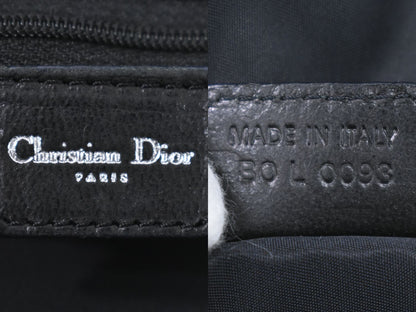 Christian Dior
PARIS
MADE IN ITALY
BO L 0093